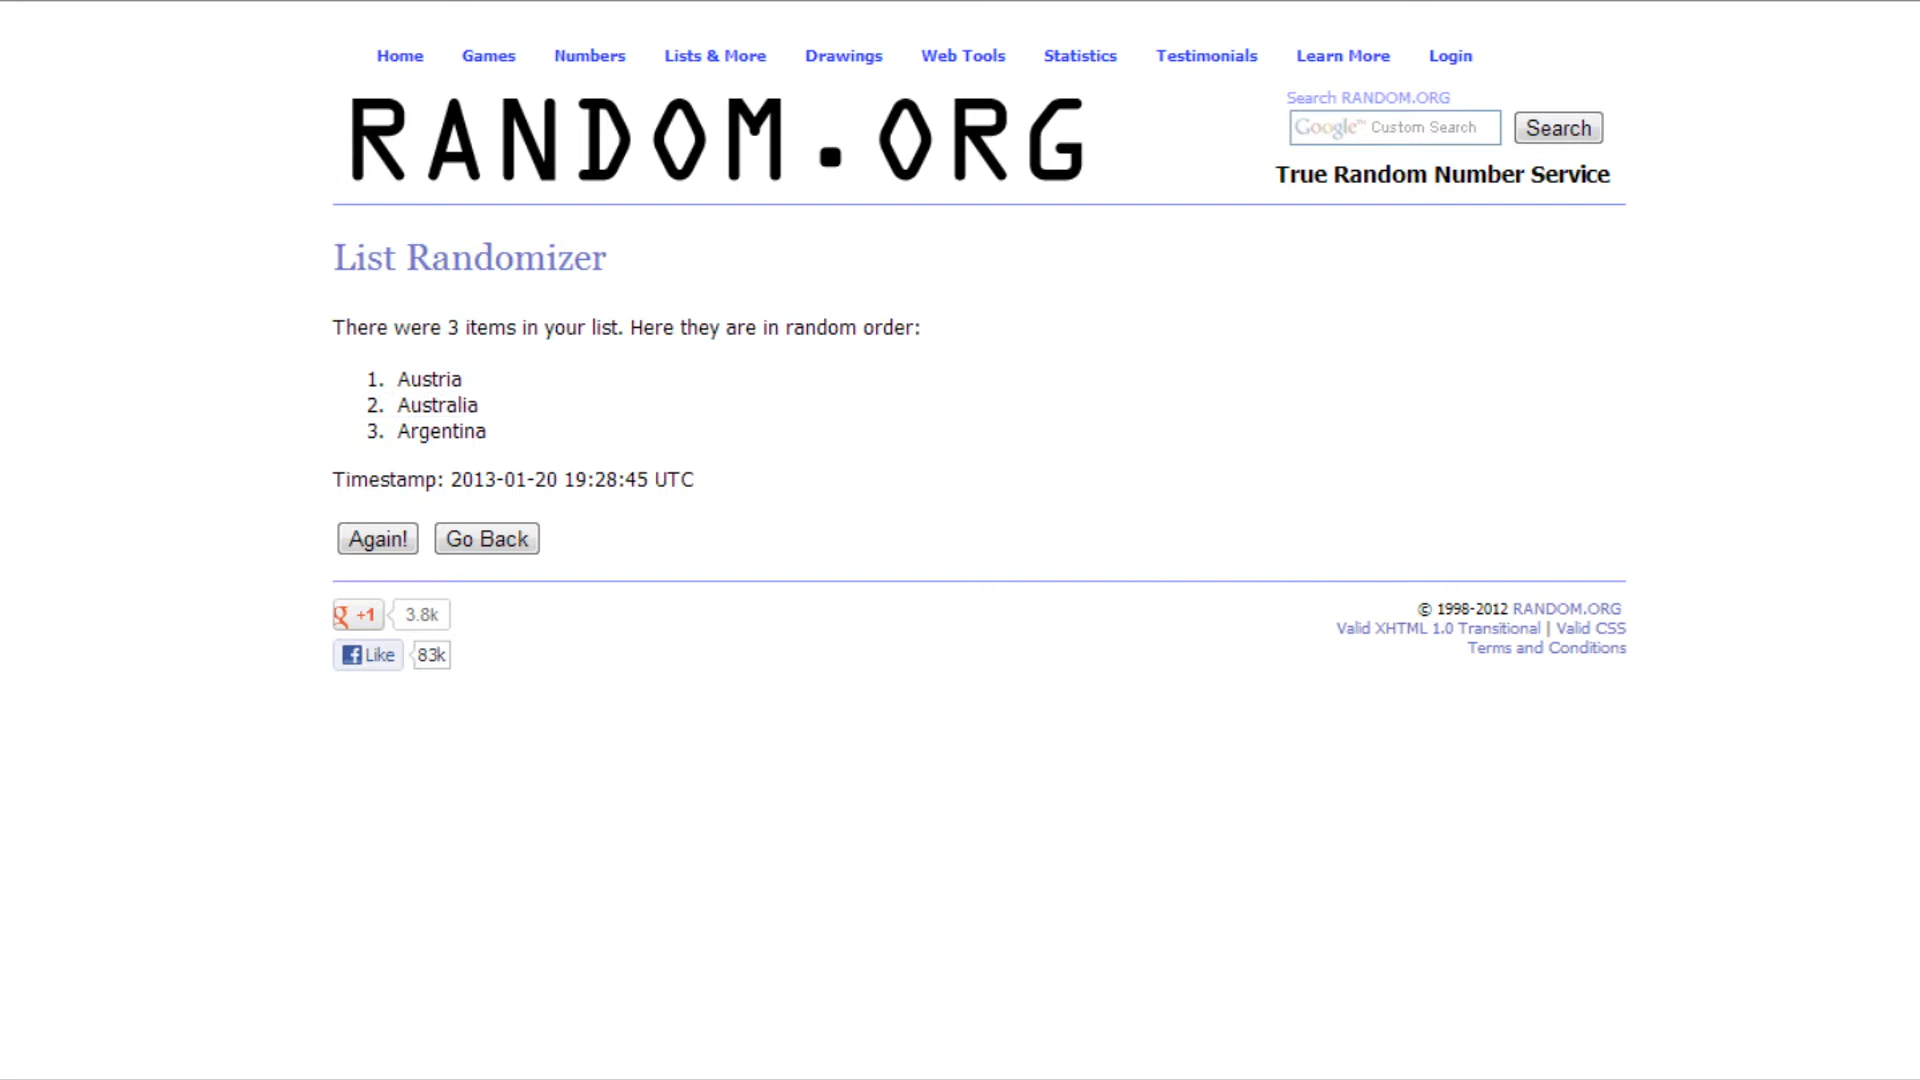 Home Games Numbers Lists & More Drawings Web Tools Statistics Testimonials Learn More Login
RANDOM.ORG
Search RANDOM.ORG
Google™ Custom Search Search
True Random Number Service
List Randomizer
There were 3 items in your list. Here they are in random order:
1. Austria
2. Australia
3. Argentina
Timestamp: 2013-01-20 19:28:45 UTC
Again! Go Back
g +1 3.8k
f Like 83k
© 1998-2012 RANDOM.ORG
Valid XHTML 1.0 Transitional | Valid CSS
Terms and Conditions